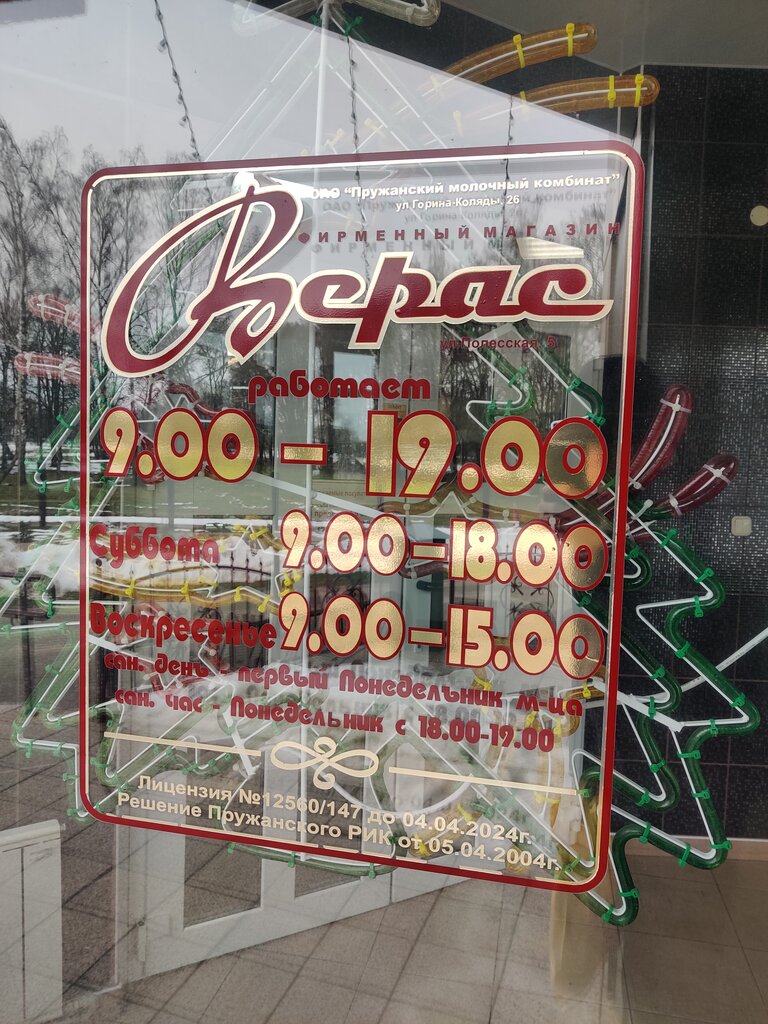 ОАО "Пружанский молочный комбинат"
ул.Горина-Коляды, 26
ФИРМЕННЫЙ МАГАЗИН
Верас
ул.Полесская, 5
работает
9.00 - 19.00
Суббота 9.00-18.00
Воскресенье 9.00-15.00
сан. день - первый Понедельник м-ца
сан. час - Понедельник с 18.00-19.00
Лицензия №12560/147 до 04.04.2024г.
Решение Пружанского РИК от 05.04.2004г.